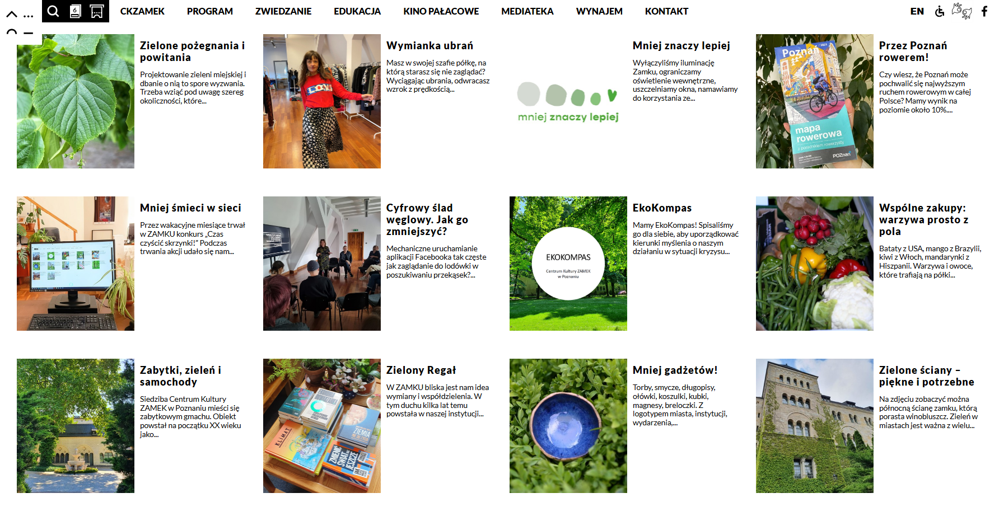 6
CKZAMEK PROGRAM ZWIEDZANIE EDUKACJA KINO PAŁACOWE MEDIATEKA WYNAJEM KONTAKT EN
Zielone pożegnania i
powitania
Projektowanie zieleni miejskiej i
dbanie o nią to spore wyzwania.
Trzeba wziąć pod uwagę szereg
okoliczności, które...
Wymianka ubrań
Masz w swojej szafie półkę, na
którą starasz się nie zaglądać?
Wyciągając ubrania, odwracasz
wzrok z prędkością...
mniej znaczy lepiej
Mniej znaczy lepiej
Wyłączyliśmy iluminację
Zamku, ograniczamy
oświetlenie wewnętrzne,
uszczelniamy okna, namawiamy
do korzystania ze...
Poznań
/ 2023
mapa
rowerowa
z poradnikiem rowerzysty
POZnań
Przez Poznań
rowerem!
Czy wiesz, że Poznań może
pochwalić się najwyższym
ruchem rowerowym w całej
Polsce? Mamy wynik na
poziomie około 10%....
Mniej śmieci w sieci
Przez wakacyjne miesiące trwał
w ZAMKU konkurs „Czas
czyścić skrzynki!” Podczas
trwania akcji udało się nam...
Cyfrowy ślad
węglowy. Jak go
zmniejszyć?
Mechaniczne uruchamianie
aplikacji Facebooka tak częste
jak zaglądanie do lodówki w
poszukiwaniu przekąsek?...
EKOKOMPAS
Centrum Kultury ZAMEK
w Poznaniu
EkoKompas
Mamy EkoKompas! Spisaliśmy
go dla siebie, aby uporządkować
kierunki myślenia o naszym
działaniu w sytuacji kryzysu...
Wspólne zakupy:
warzywa prosto z
pola
Bataty z USA, mango z Brazylii,
kiwi z Włoch, mandarynki z
Hiszpanii. Warzywa i owoce,
które trafiają na półki...
Zabytki, zieleń i
samochody
Siedziba Centrum Kultury
ZAMEK w Poznaniu mieści się
zabytkowym gmachu. Obiekt
powstał na początku XX wieku
jako...
KLIMAT
ZIEMIA
ZMIENIĆ
ŚWIAT
JESZCZE
JAK
Zielony Regał
W ZAMKU bliska jest nam idea
wymiany i współdzielenia. W
tym duchu kilka lat temu
powstała w naszej instytucji...
Mniej gadżetów!
Torby, smycze, długopisy,
ołówki, koszulki, kubki,
magnesy, breloczki. Z
logotypem miasta, instytucji,
wydarzenia,...
Zielone ściany –
piękne i potrzebne
Na zdjęciu zobaczyć można
północną ścianę zamku, którą
porasta winobluszcz. Zieleń w
miastach jest ważna z wielu...